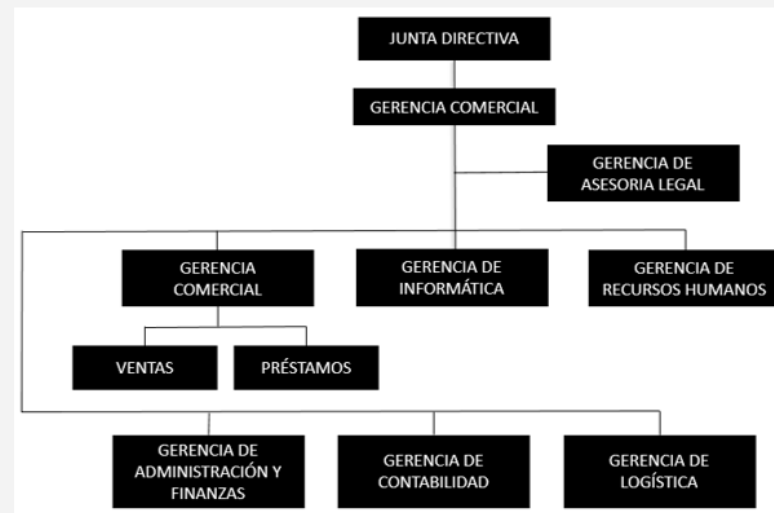 JUNTA DIRECTIVA
GERENCIA COMERCIAL
GERENCIA DE
ASESORIA LEGAL
GERENCIA
COMERCIAL
GERENCIA DE
INFORMÁTICA
GERENCIA DE
RECURSOS HUMANOS
VENTAS
PRÉSTAMOS
GERENCIA DE
ADMINISTRACIÓN Y
FINANZAS
GERENCIA DE
CONTABILIDAD
GERENCIA DE
LOGÍSTICA